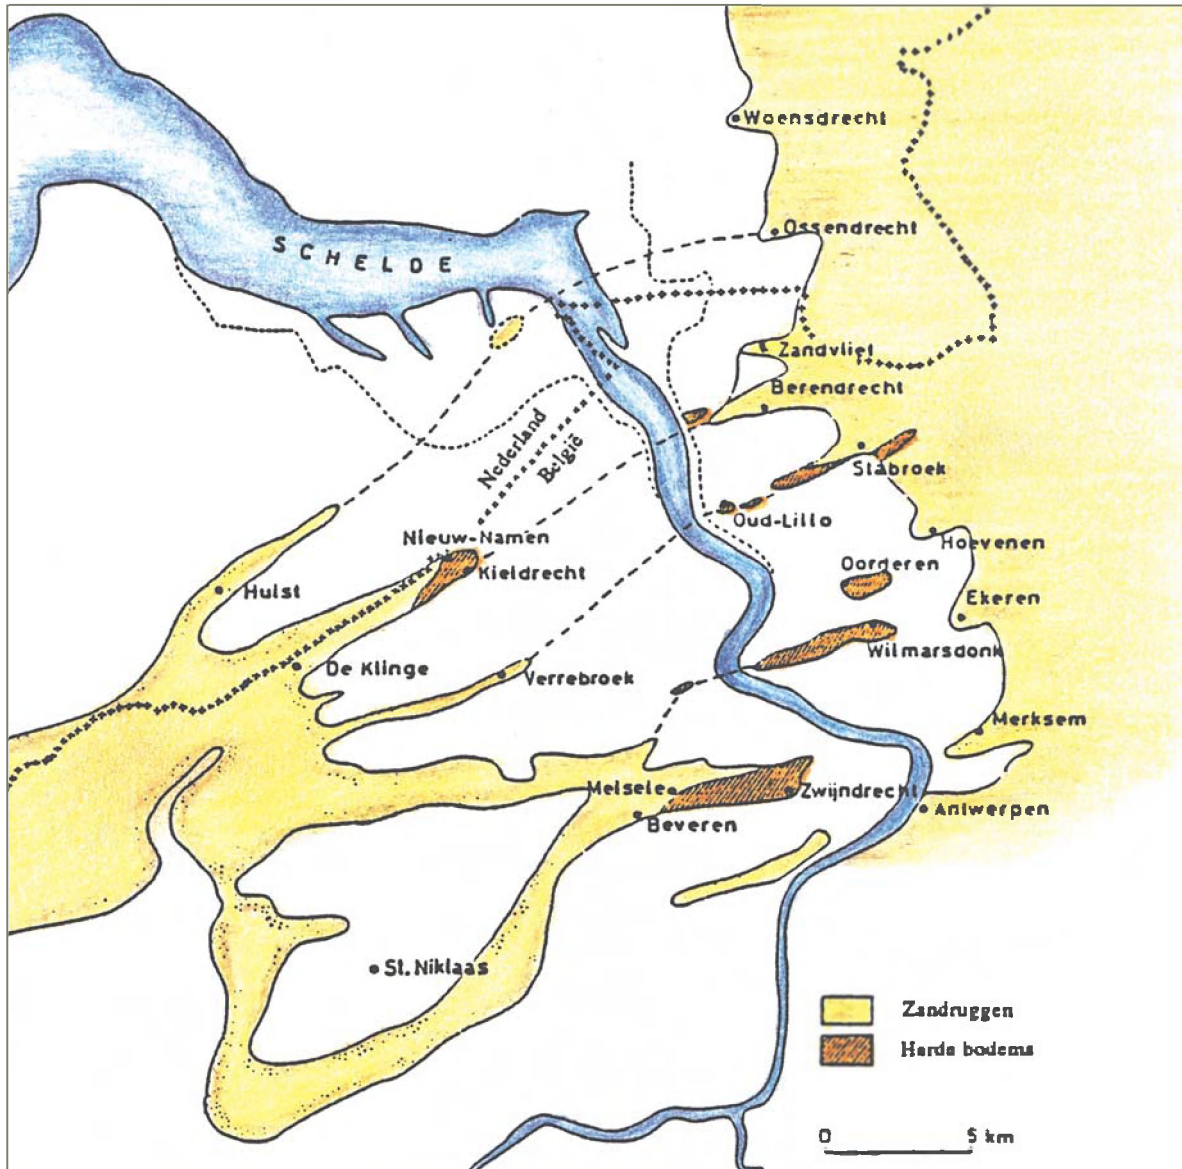 Woensdrecht
Ossendrecht
SCHELDE
Zandvliet
Berendrecht
Nederland
België
Stabroek
Oud-Lillo
Hoevenen
Nieuw-Namen
Kieldrecht
Oorderen
Hulst
Ekeren
Wilmarsdonk
De Klinge
Verrebroek
Merksem
Melsele
Zwijndrecht
Antwerpen
Beveren
St. Niklaas
Zandruggen
Harde bodems
0 5 km